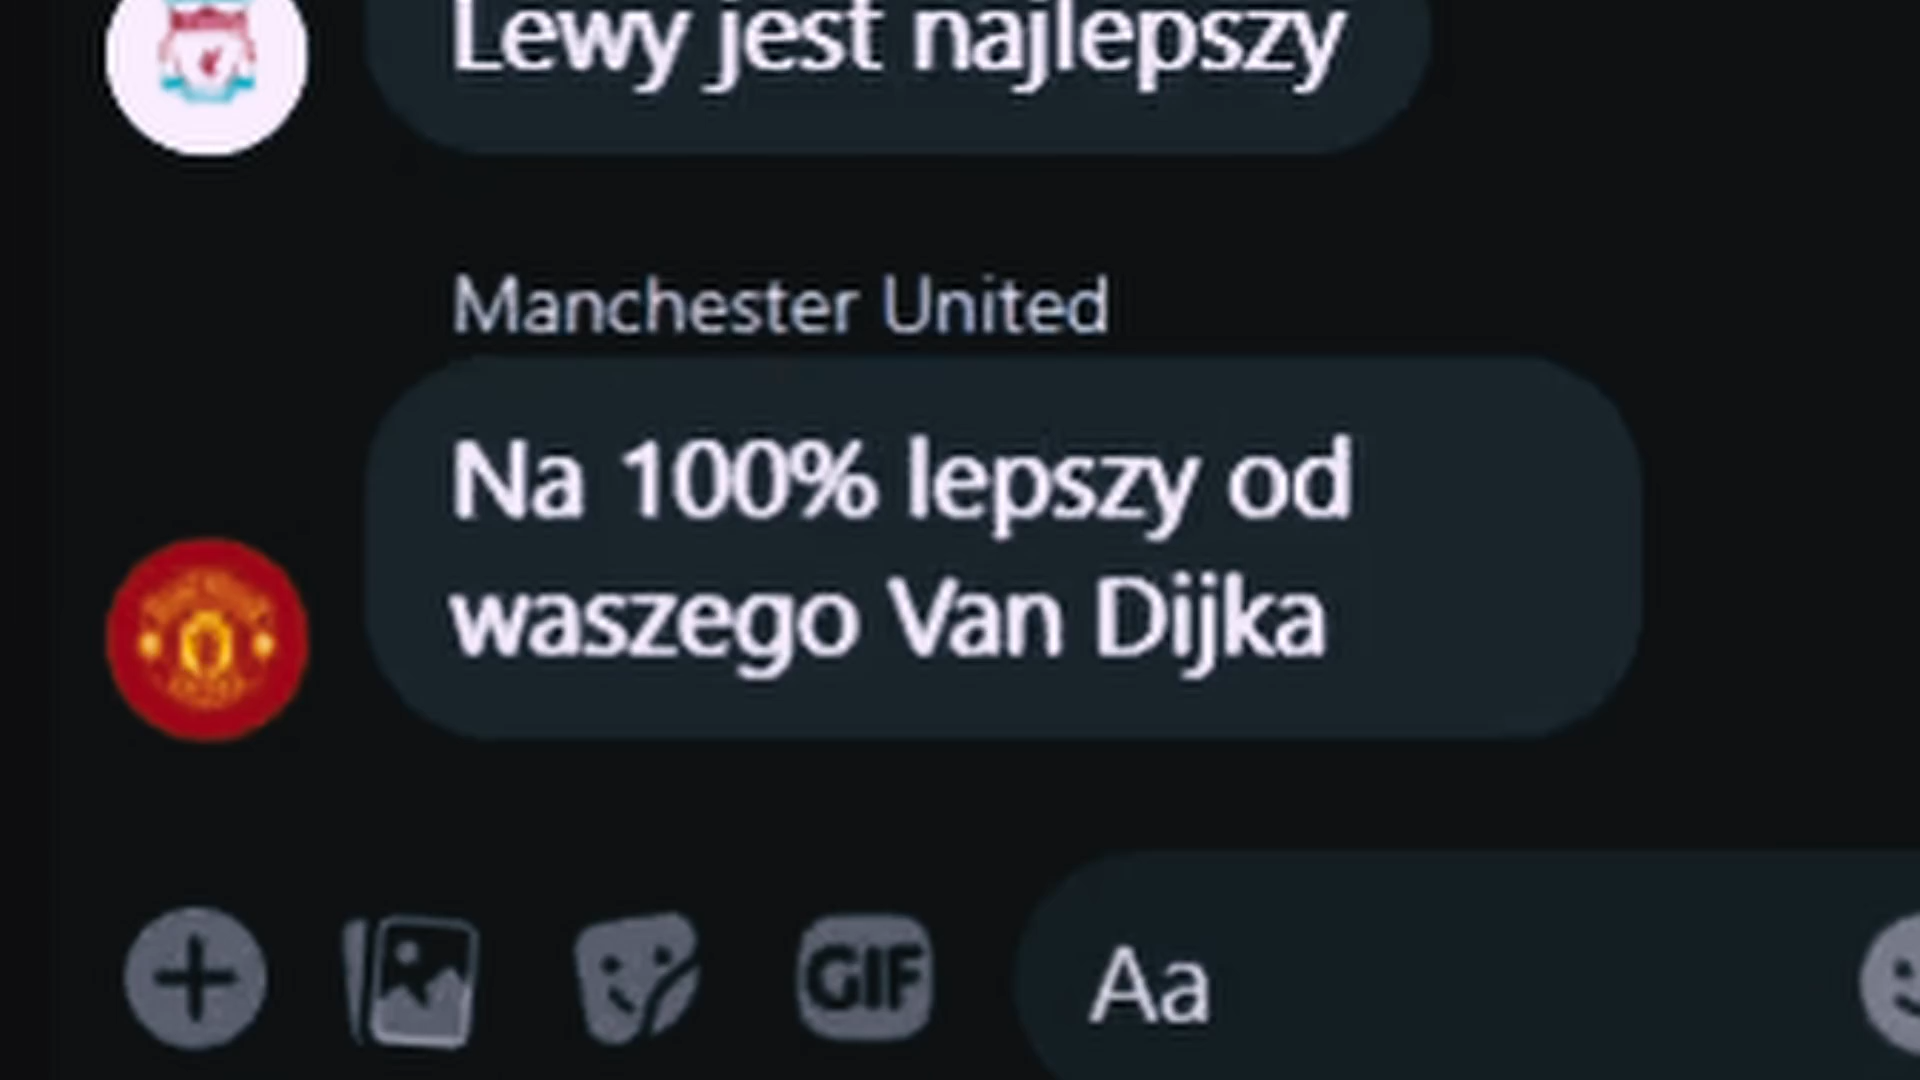 Lewy jest najlepszy
Manchester United
Na 100% lepszy od
waszego Van Dijka
GIF
Aa